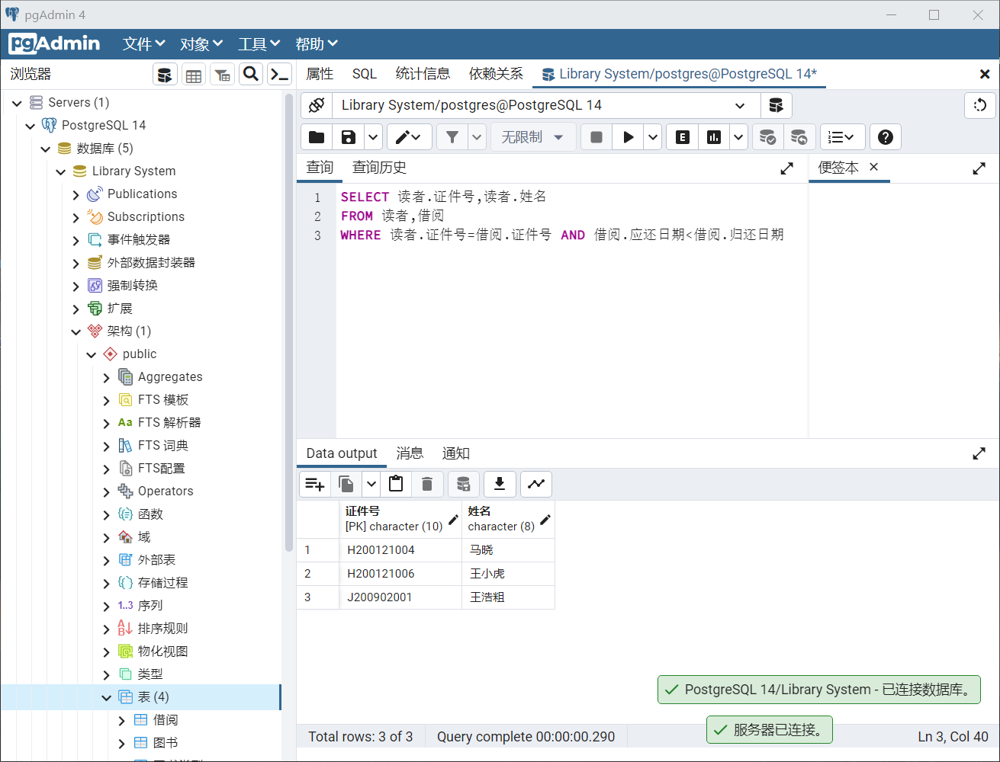 pgAdmin 4
pgAdmin 文件 对象 工具 帮助
浏览器
属性 SQL 统计信息 依赖关系 Library System/postgres@PostgreSQL 14*
Servers (1)
PostgreSQL 14
数据库 (5)
Library System
Publications
Subscriptions
事件触发器
外部数据封装器
强制转换
扩展
架构 (1)
public
Aggregates
FTS 模板
Aa FTS 解析器
FTS 词典
FTS配置
Operators
函数
域
外部表
存储过程
1..3 序列
排序规则
物化视图
类型
表 (4)
借阅
图书
Library System/postgres@PostgreSQL 14
无限制
E
查询 查询历史
便签本
1 SELECT 读者.证件号,读者.姓名
2 FROM 读者,借阅
3 WHERE 读者.证件号=借阅.证件号 AND 借阅.应还日期<借阅.归还日期
Data output 消息 通知
证件号 姓名
[PK] character (10) character (8)
1 H200121004 马晓
2 H200121006 王小虎
3 J200902001 王浩粗
PostgreSQL 14/Library System - 已连接数据库。
服务器已连接。
Total rows: 3 of 3 Query complete 00:00:00.290 Ln 3, Col 40